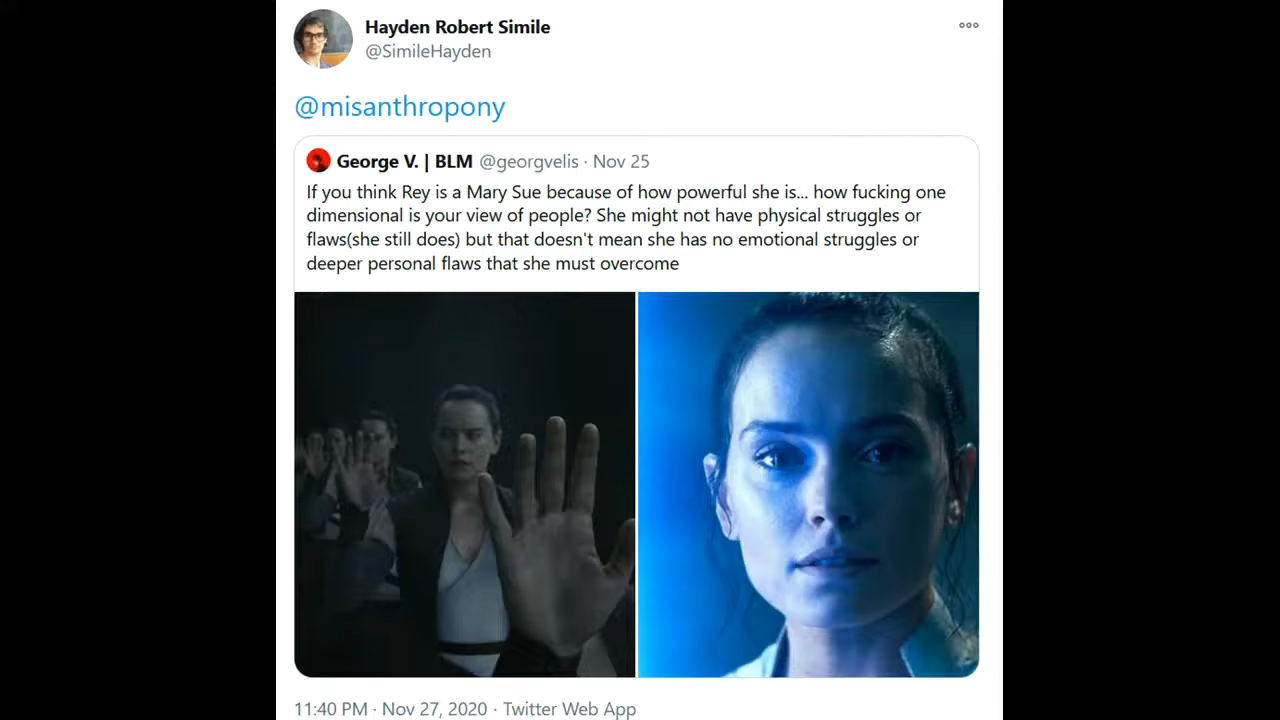 Hayden Robert Simile
@SimileHayden
@misanthropony
George V. | BLM @georgvelis · Nov 25
If you think Rey is a Mary Sue because of how powerful she is... how fucking one
dimensional is your view of people? She might not have physical struggles or
flaws(she still does) but that doesn't mean she has no emotional struggles or
deeper personal flaws that she must overcome
11:40 PM · Nov 27, 2020 · Twitter Web App